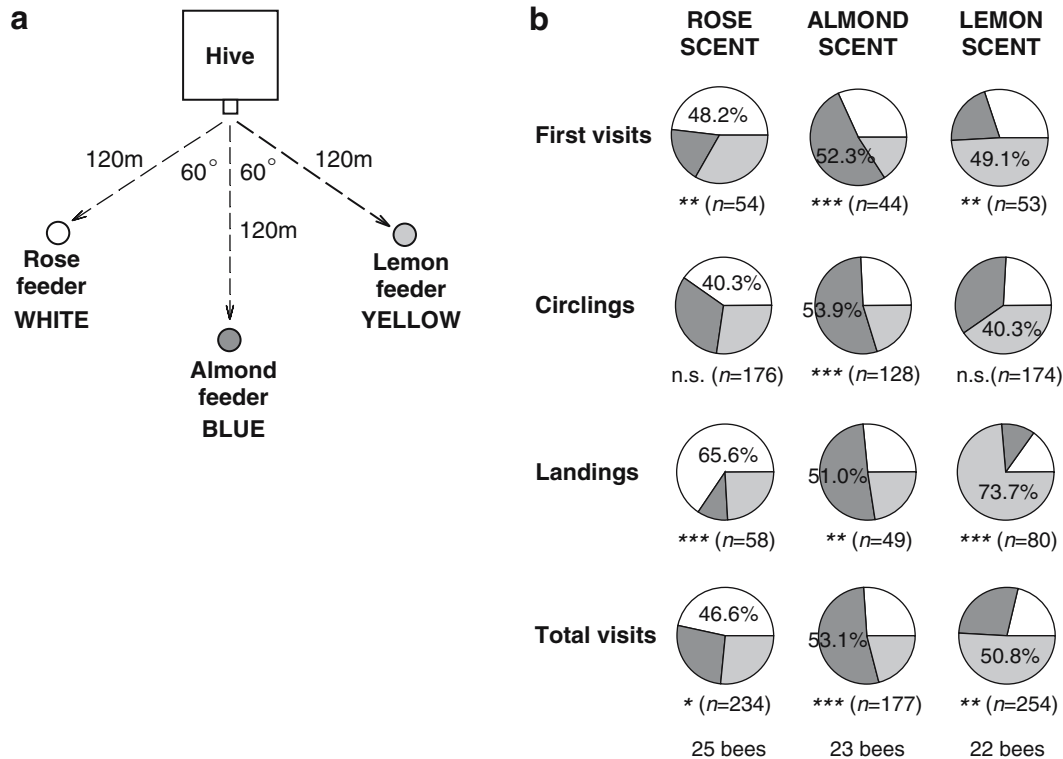 a
Hive
120m
60°
60°
120m
120m
Rose
feeder
WHITE
Lemon
feeder
YELLOW
Almond
feeder
BLUE
b
ROSE
SCENT
ALMOND
SCENT
LEMON
SCENT
First visits
48.2%
52.3%
49.1%
** (n=54)
*** (n=44)
** (n=53)
Circlings
40.3%
53.9%
40.3%
n.s. (n=176)
*** (n=128)
n.s.(n=174)
Landings
65.6%
51.0%
73.7%
*** (n=58)
** (n=49)
*** (n=80)
Total visits
46.6%
53.1%
50.8%
* (n=234)
*** (n=177)
** (n=254)
25 bees
23 bees
22 bees